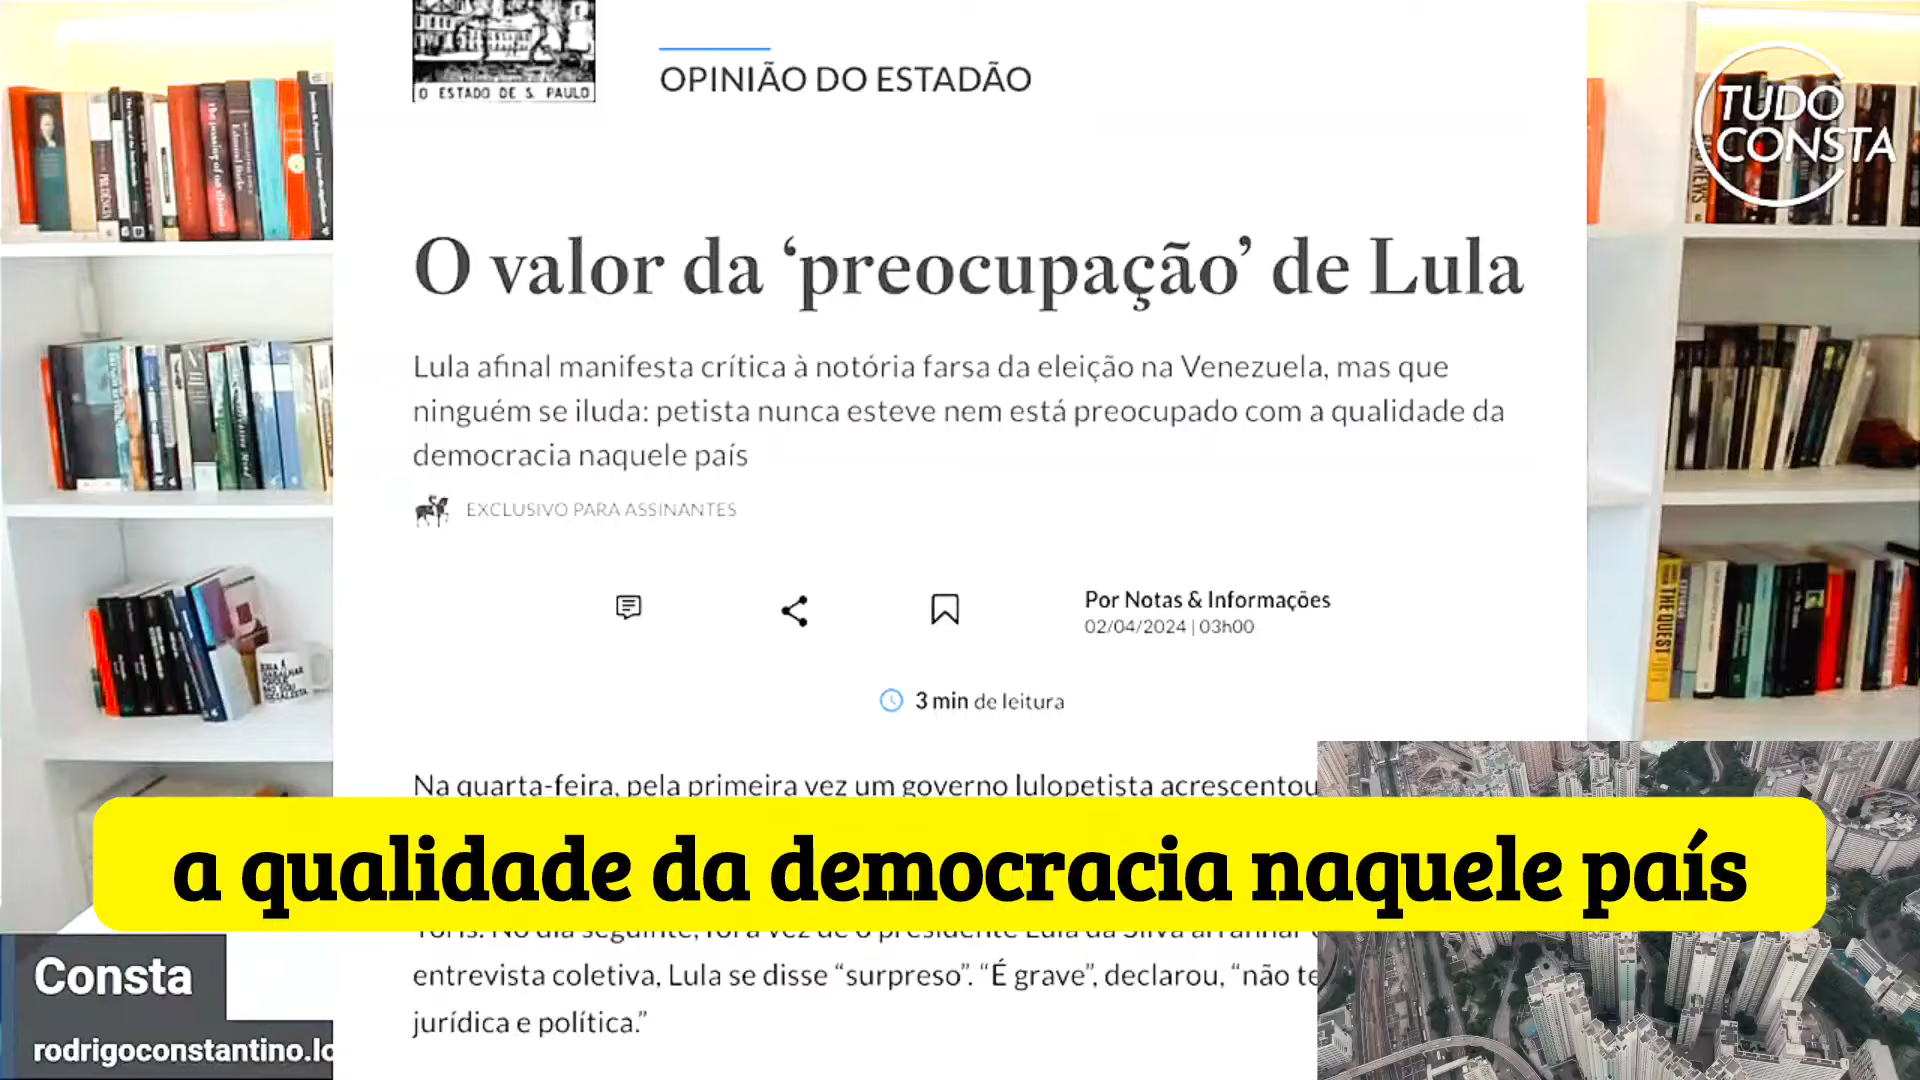 O ESTADO DE S. PAULO
OPINIÃO DO ESTADÃO
TUDO
CONSTA
O valor da ‘preocupação’ de Lula
Lula afinal manifesta crítica à notória farsa da eleição na Venezuela, mas que
ninguém se iluda: petista nunca esteve nem está preocupado com a qualidade da
democracia naquele país
EXCLUSIVO PARA ASSINANTES
Por Notas & Informações
02/04/2024 | 03h00
3 min de leitura
Na quarta-feira, pela primeira vez um governo lulopetista acrescentou
a qualidade da democracia naquele país
entrevista coletiva, Lula se disse “surpreso”. “É grave”, declarou, “não te
jurídica e política.”
Consta
rodrigoconstantino.lo
THE QUEST